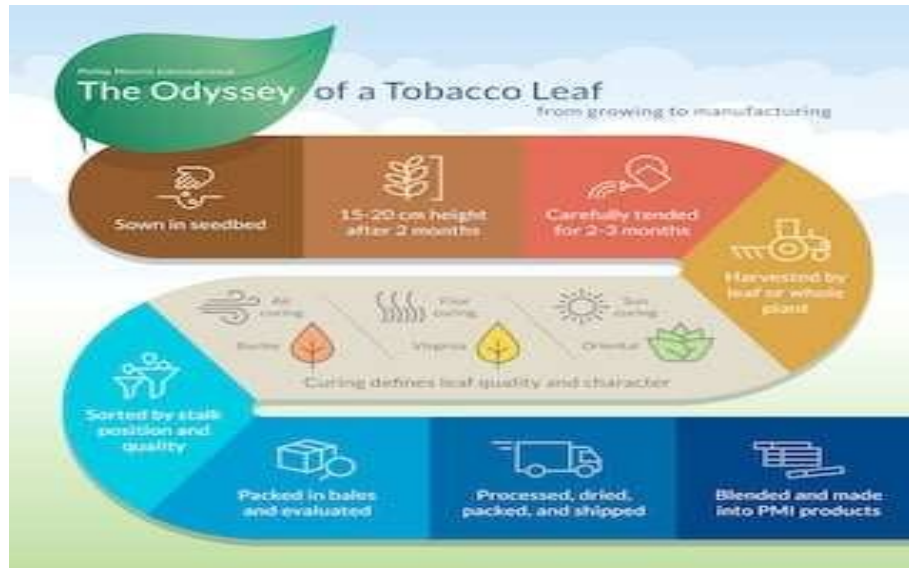 Philip Morris International
The Odyssey of a Tobacco Leaf
from growing to manufacturing
Sown in seedbed
15-20 cm height
after 2 months
Carefully tended
for 2-3 months
Harvested by
leaf or whole
plant
Air
curing
Burley
Flue
curing
Virginia
Sun
curing
Oriental
Curing defines leaf quality and character
Sorted by stalk
position and
quality
Packed in bales
and evaluated
Processed, dried,
packed, and shipped
Blended and made
into PMI products